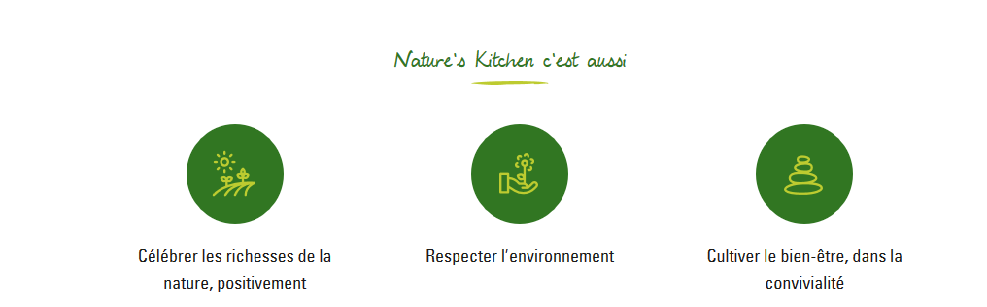 Nature's Kitchen c'est aussi
Célébrer les richesses de la
nature, positivement
Respecter l'environnement
Cultiver le bien-être, dans la
convivialité